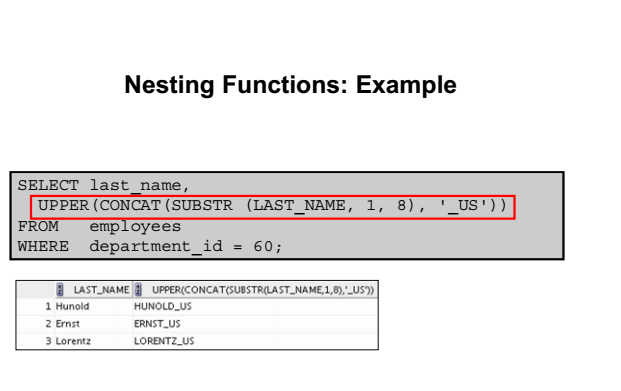 Nesting Functions: Example
SELECT last_name,
UPPER(CONCAT(SUBSTR (LAST_NAME, 1, 8), '_US'))
FROM employees
WHERE department_id = 60;
LAST_NAME UPPER(CONCAT(SUBSTR(LAST_NAME,1,8),'_US'))
1 Hunold HUNOLD_US
2 Ernst ERNST_US
3 Lorentz LORENTZ_US